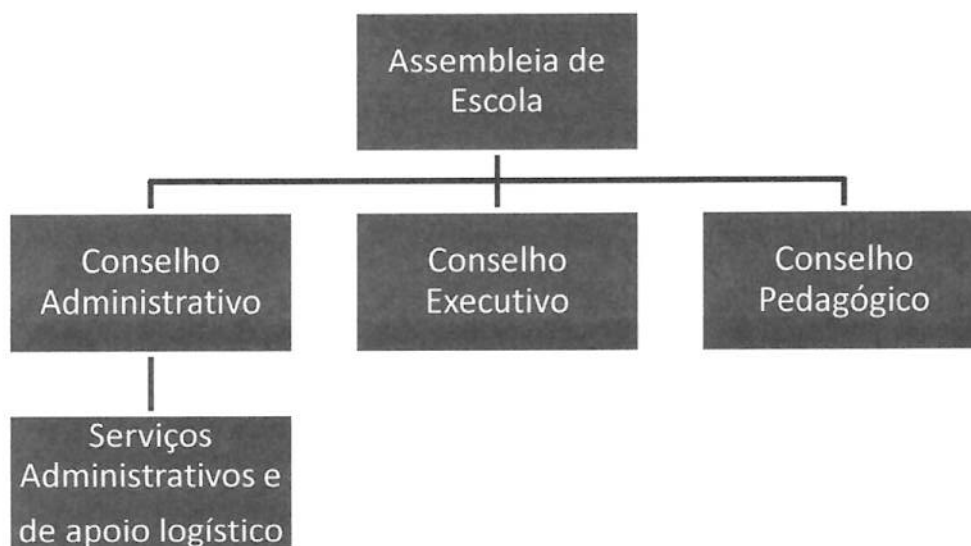 Assembleia de
Escola
Conselho
Administrativo
Conselho
Executivo
Conselho
Pedagógico
Serviços
Administrativos e
de apoio logístico